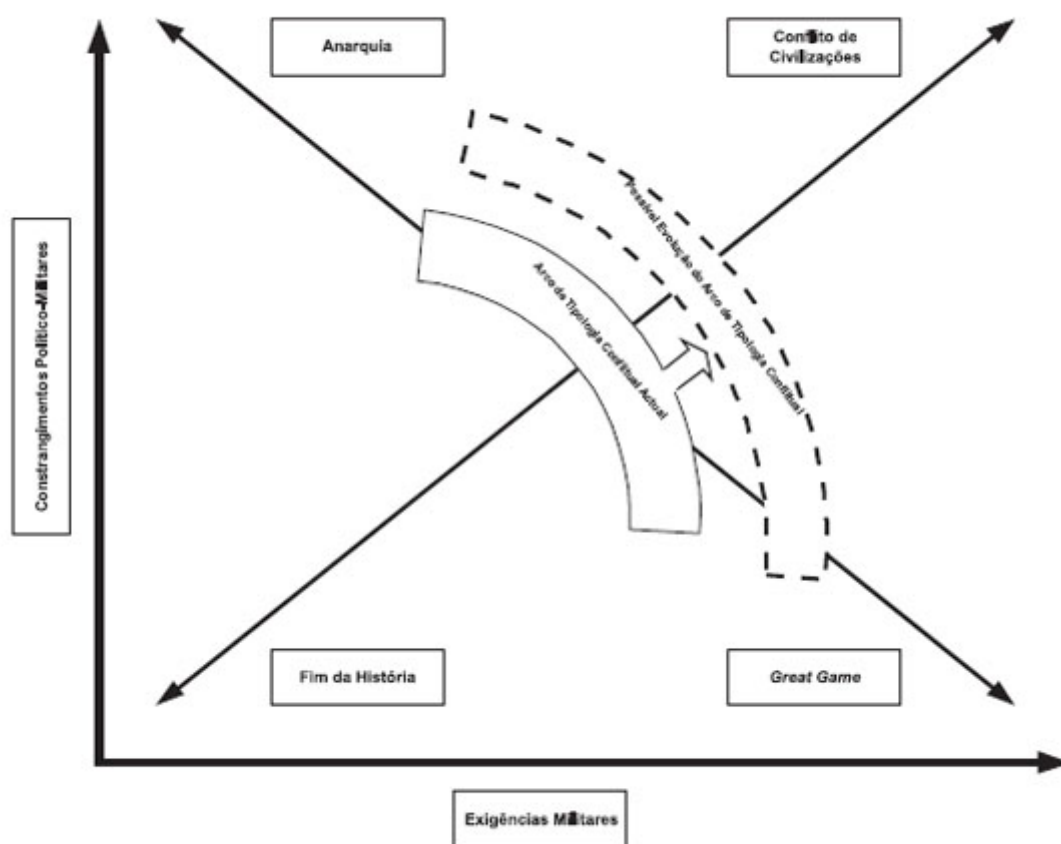 Anarquia
Conflito de
Civilizações
Constrangimentos Político-Militares
Possível Evolução do Arco de Tipologia Conflitual
Arco da Tipologia Conflitual Actual
Fim da História
Great Game
Exigências Militares